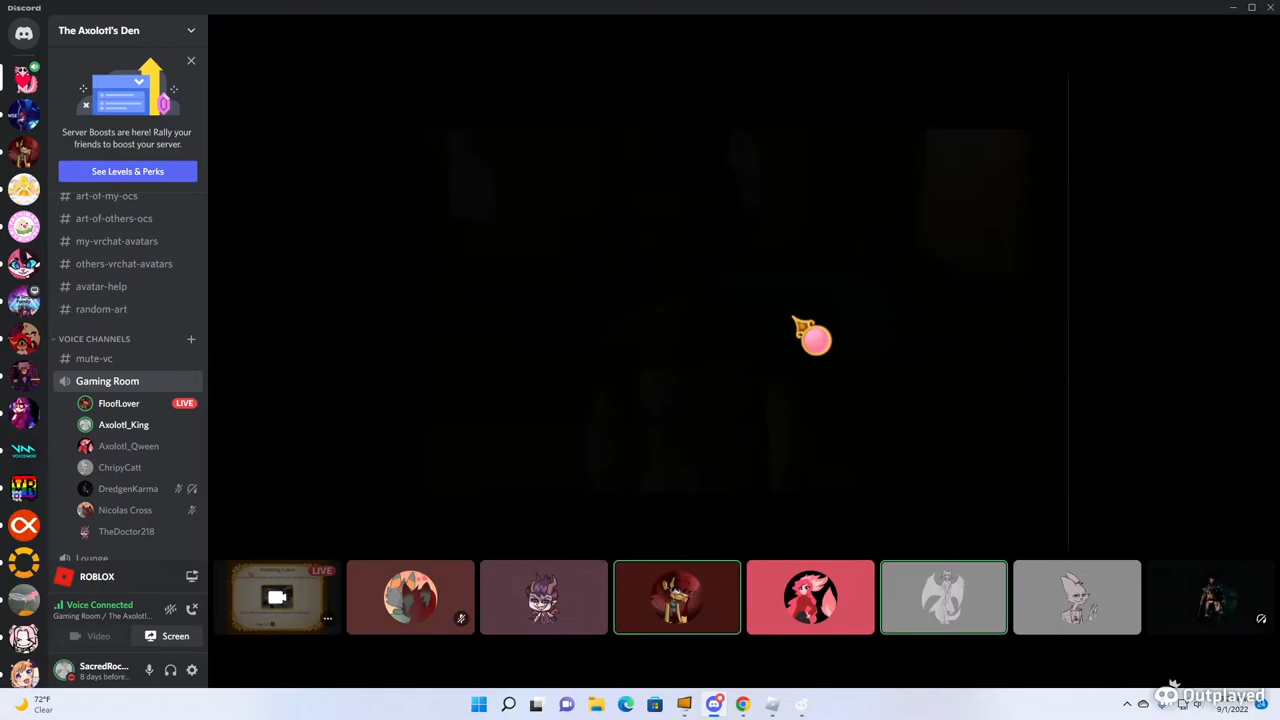 Discord
The Axolotl's Den
Server Boosts are here! Rally your
friends to boost your server.
See Levels & Perks
# art-of-my-ocs
# art-of-others-ocs
# my-vrchat-avatars
# others-vrchat-avatars
# avatar-help
# random-art
VOICE CHANNELS
# mute-vc
Gaming Room
FloofLover LIVE
Axolotl_King
Axolotl_Qween
ChripyCatt
DredgenKarma
Nicolas Cross
TheDoctor218
Lounge
LIVE
ROBLOX
Voice Connected
Gaming Room / The Axolotl...
Video
Screen
SacredRoc...
8 days before...
VR
72°F
Clear
Outplayed
9/1/2022